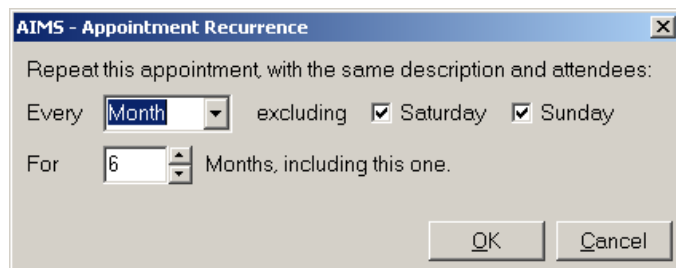 AIMS - Appointment Recurrence
Repeat this appointment, with the same description and attendees:
Every Month excluding Saturday Sunday
For 6 Months, including this one.
OK Cancel